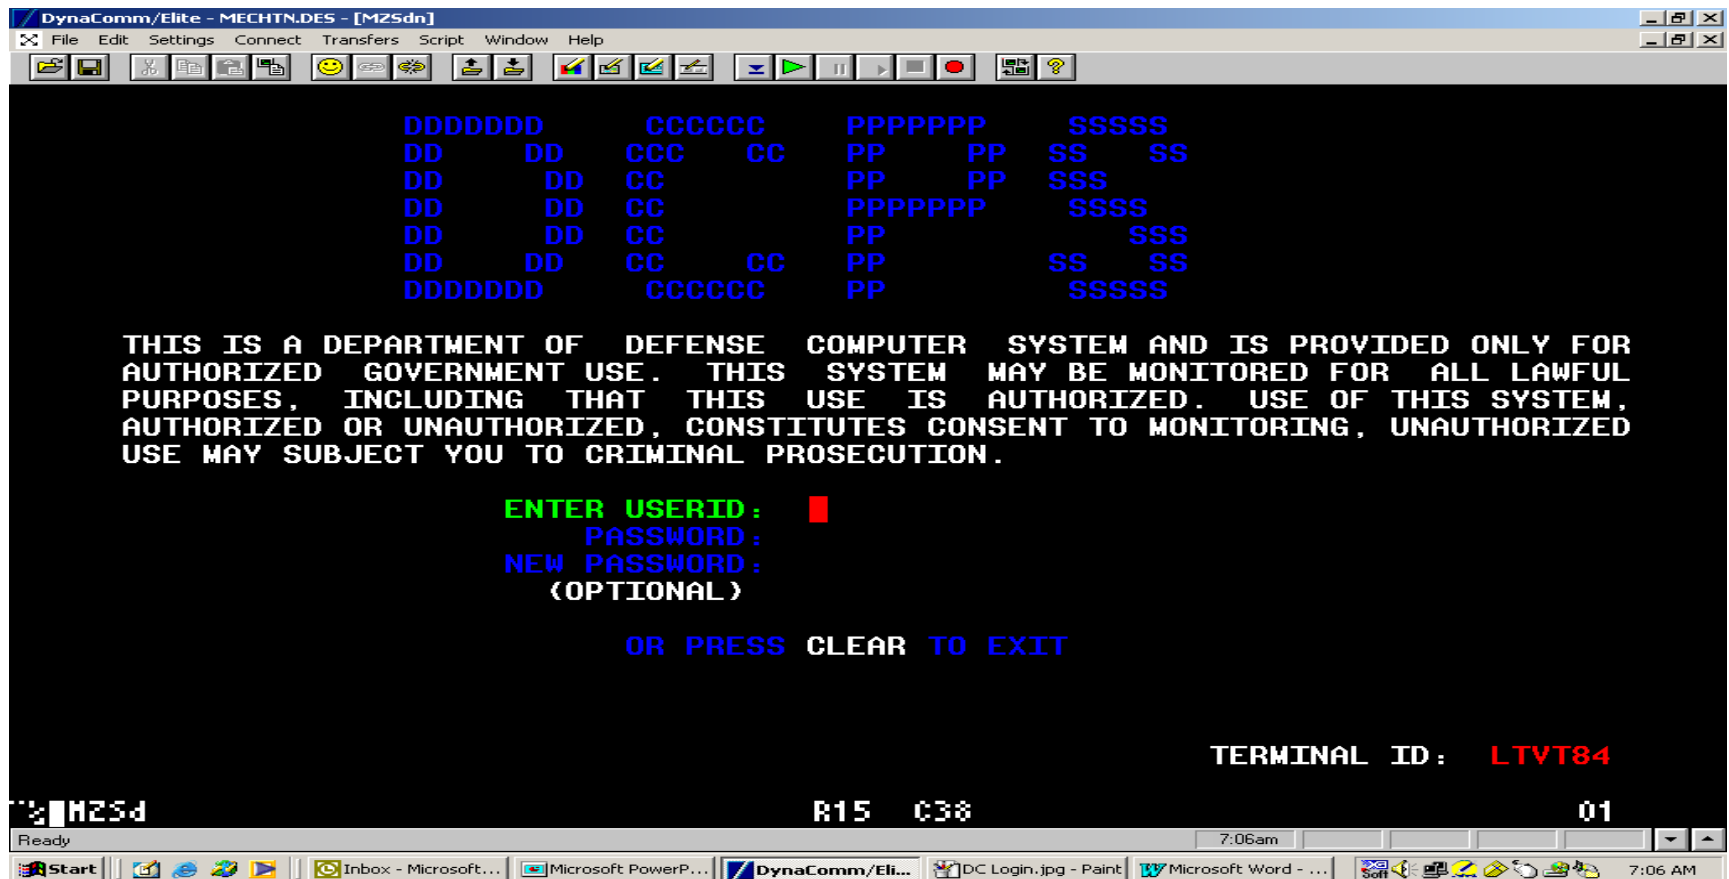 DynaComm/Elite - MECHTN.DES - [MZSdn]
File Edit Settings Connect Transfers Script Window Help
DDDDDDD CCCCCC PPPPPPP SSSSS
DD DD CCC CC PP PP SS SS
DD DD CC PP PP SSS
DD DD CC PPPPPPP SSSS
DD DD CC PP SSS
DD DD CC CC PP SS SS
DDDDDDD CCCCCC PP SSSSS
THIS IS A DEPARTMENT OF DEFENSE COMPUTER SYSTEM AND IS PROVIDED ONLY FOR
AUTHORIZED GOVERNMENT USE. THIS SYSTEM MAY BE MONITORED FOR ALL LAWFUL
PURPOSES, INCLUDING THAT THIS USE IS AUTHORIZED. USE OF THIS SYSTEM,
AUTHORIZED OR UNAUTHORIZED, CONSTITUTES CONSENT TO MONITORING, UNAUTHORIZED
USE MAY SUBJECT YOU TO CRIMINAL PROSECUTION.
ENTER USERID:
PASSWORD:
NEW PASSWORD:
(OPTIONAL)
OR PRESS CLEAR TO EXIT
TERMINAL ID: LTVT84
MZSd R15 C38 01
Ready 7:06am
Start Inbox - Microsoft... Microsoft PowerP... DynaComm/Eli... DC Login.jpg - Paint Microsoft Word - ... 7:06 AM